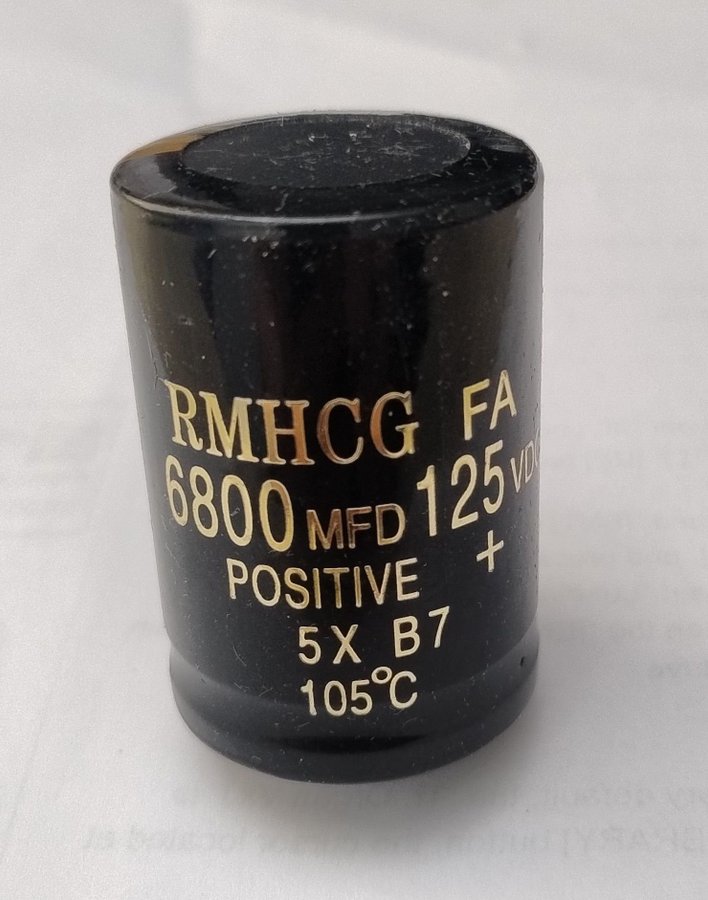 RMHCG FA
6800 MFD 125 VDC
POSITIVE +
5X B7
105°C